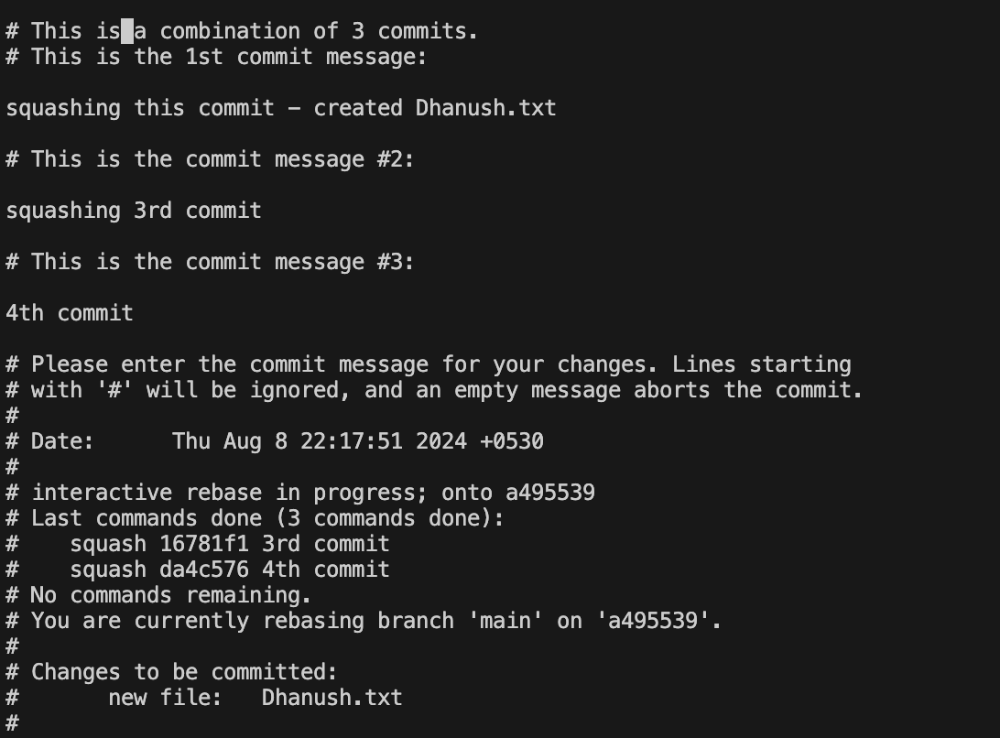 # This is a combination of 3 commits.
# This is the 1st commit message:

squashing this commit – created Dhanush.txt

# This is the commit message #2:

squashing 3rd commit

# This is the commit message #3:

4th commit

# Please enter the commit message for your changes. Lines starting
# with '#' will be ignored, and an empty message aborts the commit.
#
# Date:      Thu Aug 8 22:17:51 2024 +0530
#
# interactive rebase in progress; onto a495539
# Last commands done (3 commands done):
#    squash 16781f1 3rd commit
#    squash da4c576 4th commit
# No commands remaining.
# You are currently rebasing branch 'main' on 'a495539'.
#
# Changes to be committed:
#       new file:   Dhanush.txt
#